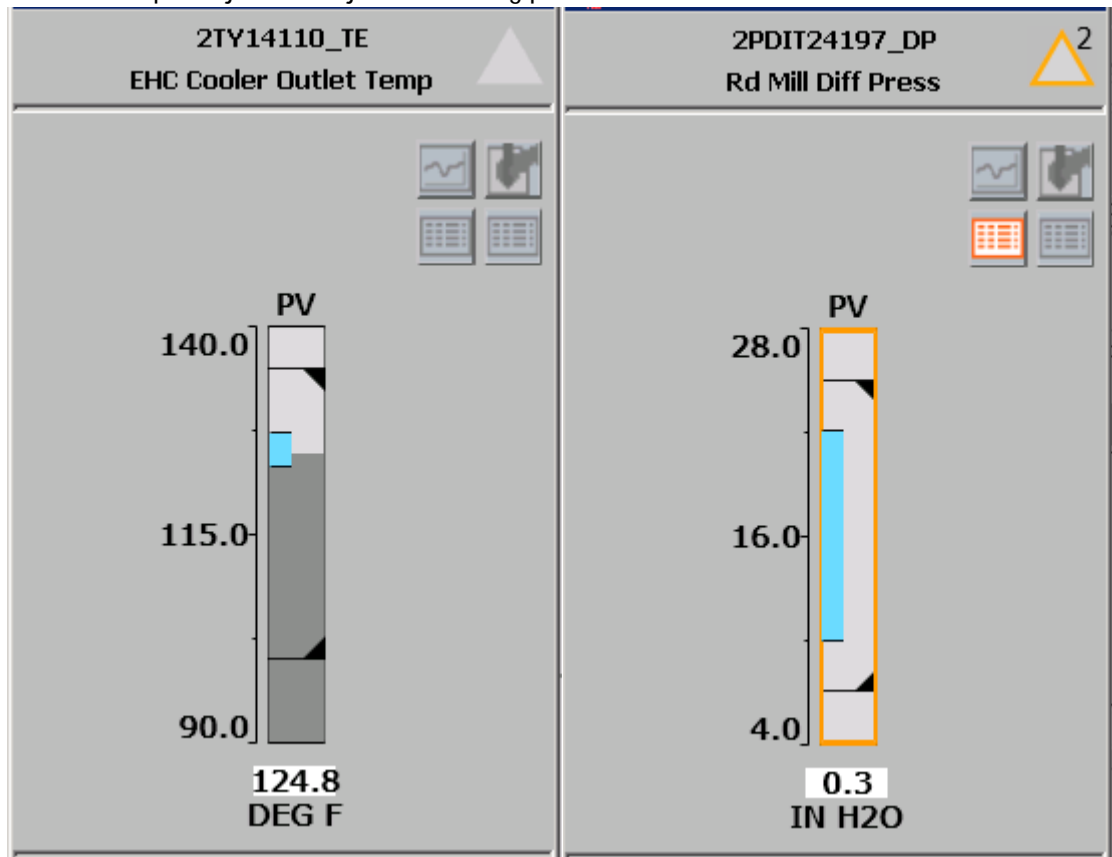 2TY14110_TE
EHC Cooler Outlet Temp
PV
140.0
115.0
90.0
124.8
DEG F
2PDIT24197_DP
Rd Mill Diff Press
2
PV
28.0
16.0
4.0
0.3
IN H2O